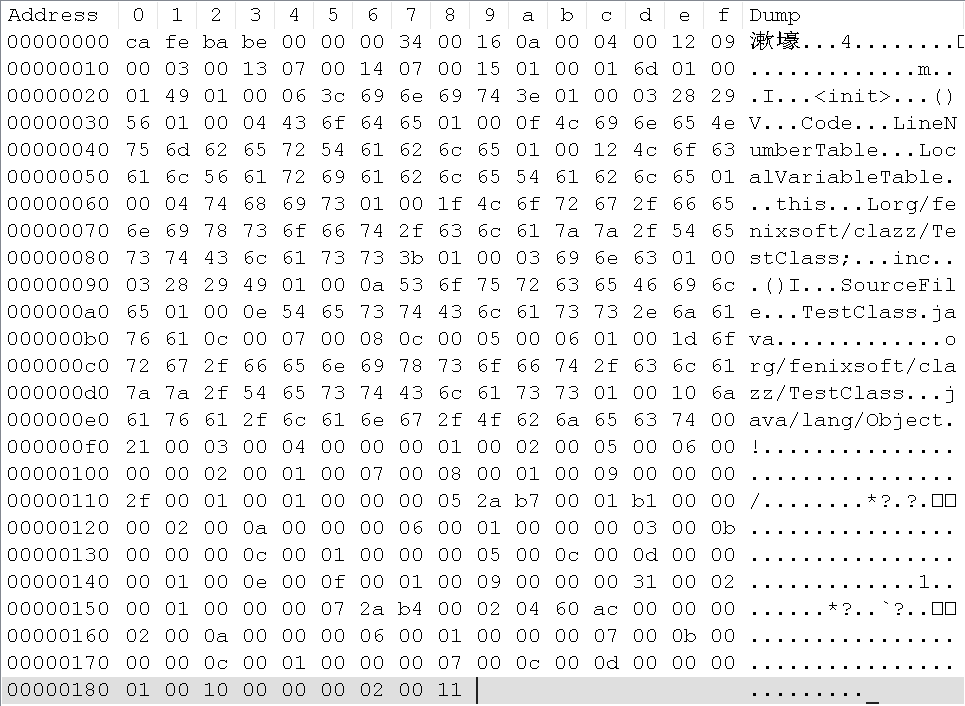 Address 0 1 2 3 4 5 6 7 8 9 a b c d e f Dump
00000000 ca fe ba be 00 00 00 34 00 16 0a 00 04 00 12 09 漱壕...4........□
00000010 00 03 00 13 07 00 14 07 00 15 01 00 01 6d 01 00 .............m..
00000020 01 49 01 00 06 3c 69 6e 69 74 3e 01 00 03 28 29 .I...<init>...()
00000030 56 01 00 04 43 6f 64 65 01 00 0f 4c 69 6e 65 4e V...Code...LineN
00000040 75 6d 62 65 72 54 61 62 6c 65 01 00 12 4c 6f 63 umberTable...Loc
00000050 61 6c 56 61 72 69 61 62 6c 65 54 61 62 6c 65 01 alVariableTable.
00000060 00 04 74 68 69 73 01 00 1f 4c 6f 72 67 2f 66 65 ..this...Lorg/fe
00000070 6e 69 78 73 6f 66 74 2f 63 6c 61 7a 7a 2f 54 65 nixsoft/clazz/Te
00000080 73 74 43 6c 61 73 73 3b 01 00 03 69 6e 63 01 00 stClass;...inc..
00000090 03 28 29 49 01 00 0a 53 6f 75 72 63 65 46 69 6c .()I...SourceFil
000000a0 65 01 00 0e 54 65 73 74 43 6c 61 73 73 2e 6a 61 e...TestClass.ja
000000b0 76 61 0c 00 07 00 08 0c 00 05 00 06 01 00 1d 6f va.............o
000000c0 72 67 2f 66 65 6e 69 78 73 6f 66 74 2f 63 6c 61 rg/fenixsoft/cla
000000d0 7a 7a 2f 54 65 73 74 43 6c 61 73 73 01 00 10 6a zz/TestClass...j
000000e0 61 76 61 2f 6c 61 6e 67 2f 4f 62 6a 65 63 74 00 ava/lang/Object.
000000f0 21 00 03 00 04 00 00 00 01 00 02 00 05 00 06 00 !...............
00000100 00 00 02 00 01 00 07 00 08 00 01 00 09 00 00 00 ................
00000110 2f 00 01 00 01 00 00 00 05 2a b7 00 01 b1 00 00 /........*?.?.□□
00000120 00 02 00 0a 00 00 00 06 00 01 00 00 00 03 00 0b ................
00000130 00 00 00 0c 00 01 00 00 00 05 00 0c 00 0d 00 00 ................
00000140 00 01 00 0e 00 0f 00 01 00 09 00 00 00 31 00 02 .............1..
00000150 00 01 00 00 00 07 2a b4 00 02 04 60 ac 00 00 00 ......*?..`?..□□
00000160 02 00 0a 00 00 00 06 00 01 00 00 00 07 00 0b 00 ................
00000170 00 00 0c 00 01 00 00 00 07 00 0c 00 0d 00 00 00 ................
00000180 01 00 10 00 00 00 02 00 11 .........